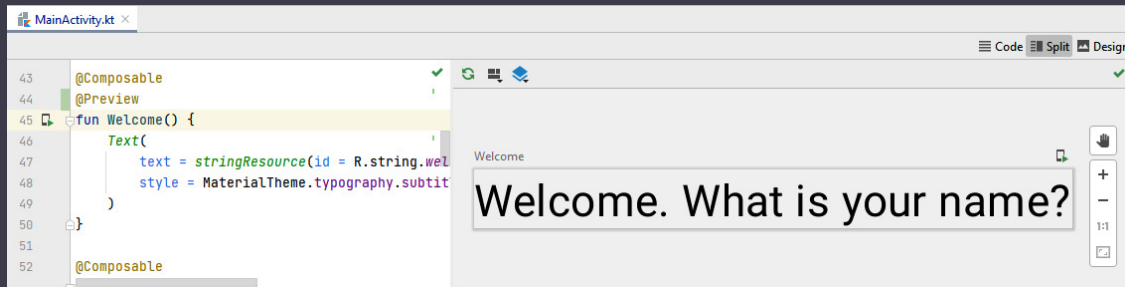 MainActivity.kt
Code Split Design
43 @Composable
44 @Preview
45 fun Welcome() {
46 Text(
47 text = stringResource(id = R.string.wel
48 style = MaterialTheme.typography.subtit
49 )
50 }
51
52 @Composable
Welcome
Welcome. What is your name?
+
−
1:1